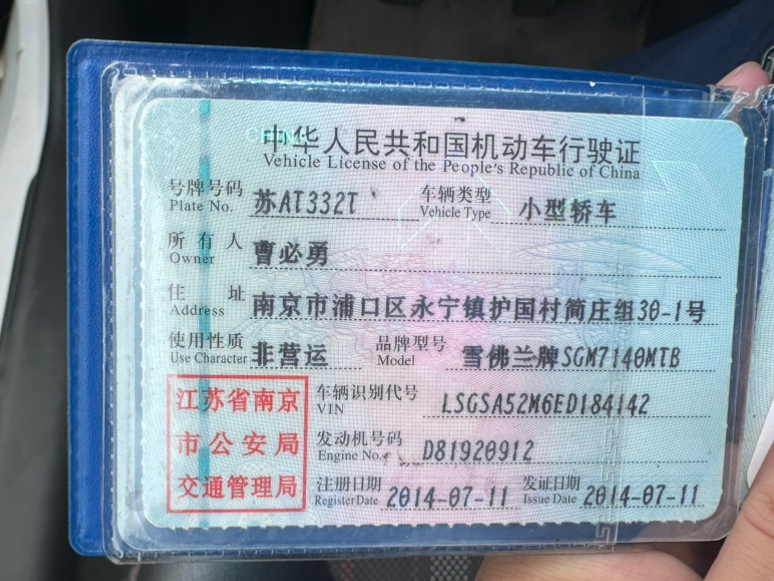 中华人民共和国机动车行驶证
Vehicle License of the People's Republic of China
号牌号码 苏AT332T 车辆类型 小型轿车
Plate No. Vehicle Type
所有人 曹必勇
Owner
住址 南京市浦口区永宁镇护国村简庄组30-1号
Address
使用性质 非营运 品牌型号 雪佛兰牌SGM7140MTB
Use Character Model
江苏省南京
市公安局
交通管理局
车辆识别代号 LSGSA52M6ED184142
VIN
发动机号码 D81920912
Engine No.
注册日期 2014-07-11 发证日期 2014-07-11
Register Date Issue Date